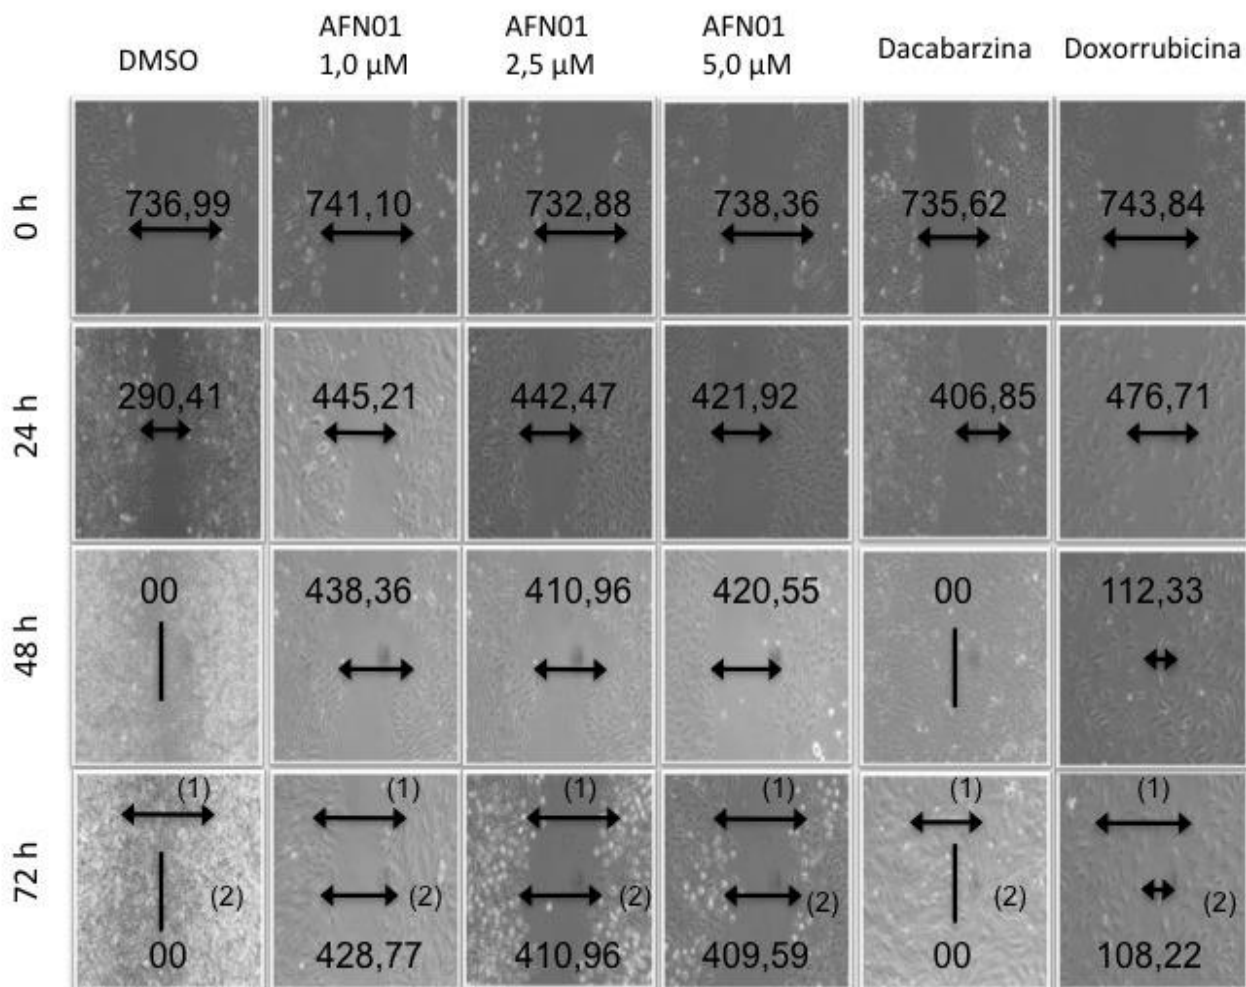 DMSO
AFN01
1,0 µM
AFN01
2,5 µM
AFN01
5,0 µM
Dacabarzina
Doxorrubicina
0 h
736,99
741,10
732,88
738,36
735,62
743,84
24 h
290,41
445,21
442,47
421,92
406,85
476,71
48 h
00
438,36
410,96
420,55
00
112,33
72 h
(1)
(1)
(1)
(1)
(1)
(1)
(2)
(2)
(2)
(2)
(2)
(2)
00
428,77
410,96
409,59
00
108,22